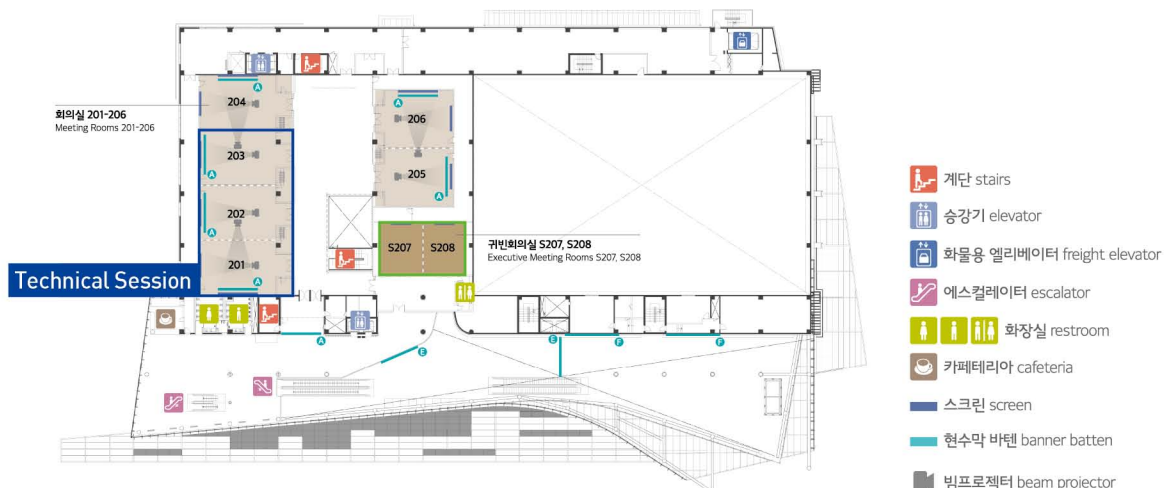 A
204
회의실 201-206
Meeting Rooms 201-206
A
206
203
A
205
A
202
A
S207
S208
귀빈회의실 S207, S208
Executive Meeting Rooms S207, S208
201
Technical Session
A
A
E
E
F
F
계단 stairs
승강기 elevator
화물용 엘리베이터 freight elevator
에스컬레이터 escalator
화장실 restroom
카페테리아 cafeteria
스크린 screen
현수막 바텐 banner batten
빔프로젝터 beam projector